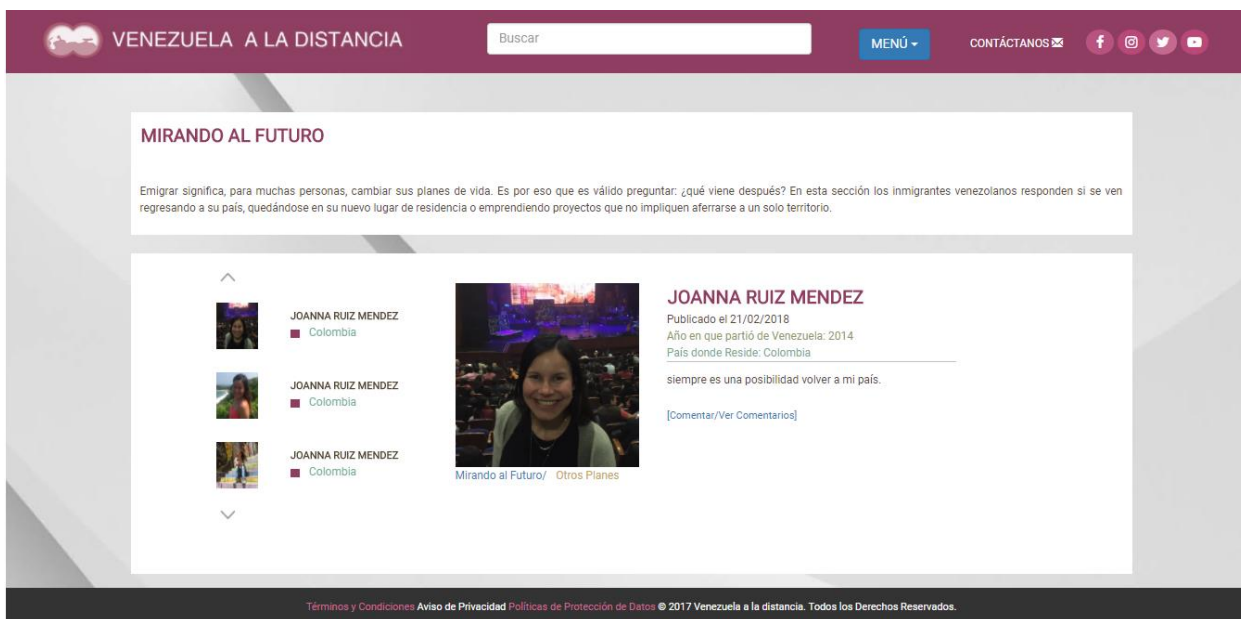 VENEZUELA A LA DISTANCIA
Buscar
MENÚ
CONTÁCTANOS
MIRANDO AL FUTURO
Emigrar significa, para muchas personas, cambiar sus planes de vida. Es por eso que es válido preguntar: ¿qué viene después? En esta sección los inmigrantes venezolanos responden si se ven
regresando a su país, quedándose en su nuevo lugar de residencia o emprendiendo proyectos que no impliquen aferrarse a un solo territorio.
JOANNA RUIZ MENDEZ
Colombia
JOANNA RUIZ MENDEZ
Colombia
JOANNA RUIZ MENDEZ
Colombia
Mirando al Futuro/ Otros Planes
JOANNA RUIZ MENDEZ
Publicado el 21/02/2018
Año en que partió de Venezuela: 2014
País donde Reside: Colombia
siempre es una posibilidad volver a mi país.
[Comentar/Ver Comentarios]
Términos y Condiciones Aviso de Privacidad Políticas de Protección de Datos © 2017 Venezuela a la distancia. Todos los Derechos Reservados.